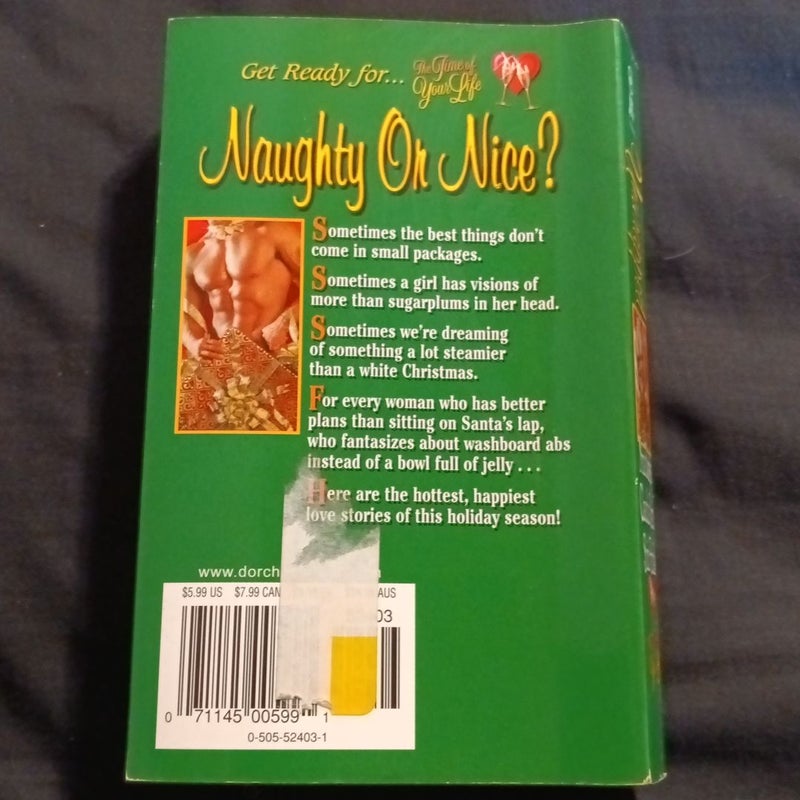 Get Ready for... The Time of
Your Life
Naughty Or Nice?
Sometimes the best things don't
come in small packages.
Sometimes a girl has visions of
more than sugarplums in her head.
Sometimes we're dreaming
of something a lot steamier
than a white Christmas.
For every woman who has better
plans than sitting on Santa's lap,
who fantasizes about washboard abs
instead of a bowl full of jelly . . .
Here are the hottest, happiest
love stories of this holiday season!
www.dorch
$5.99 US $7.99 CAN AUS
03
0 71145 00599 1
0-505-52403-1